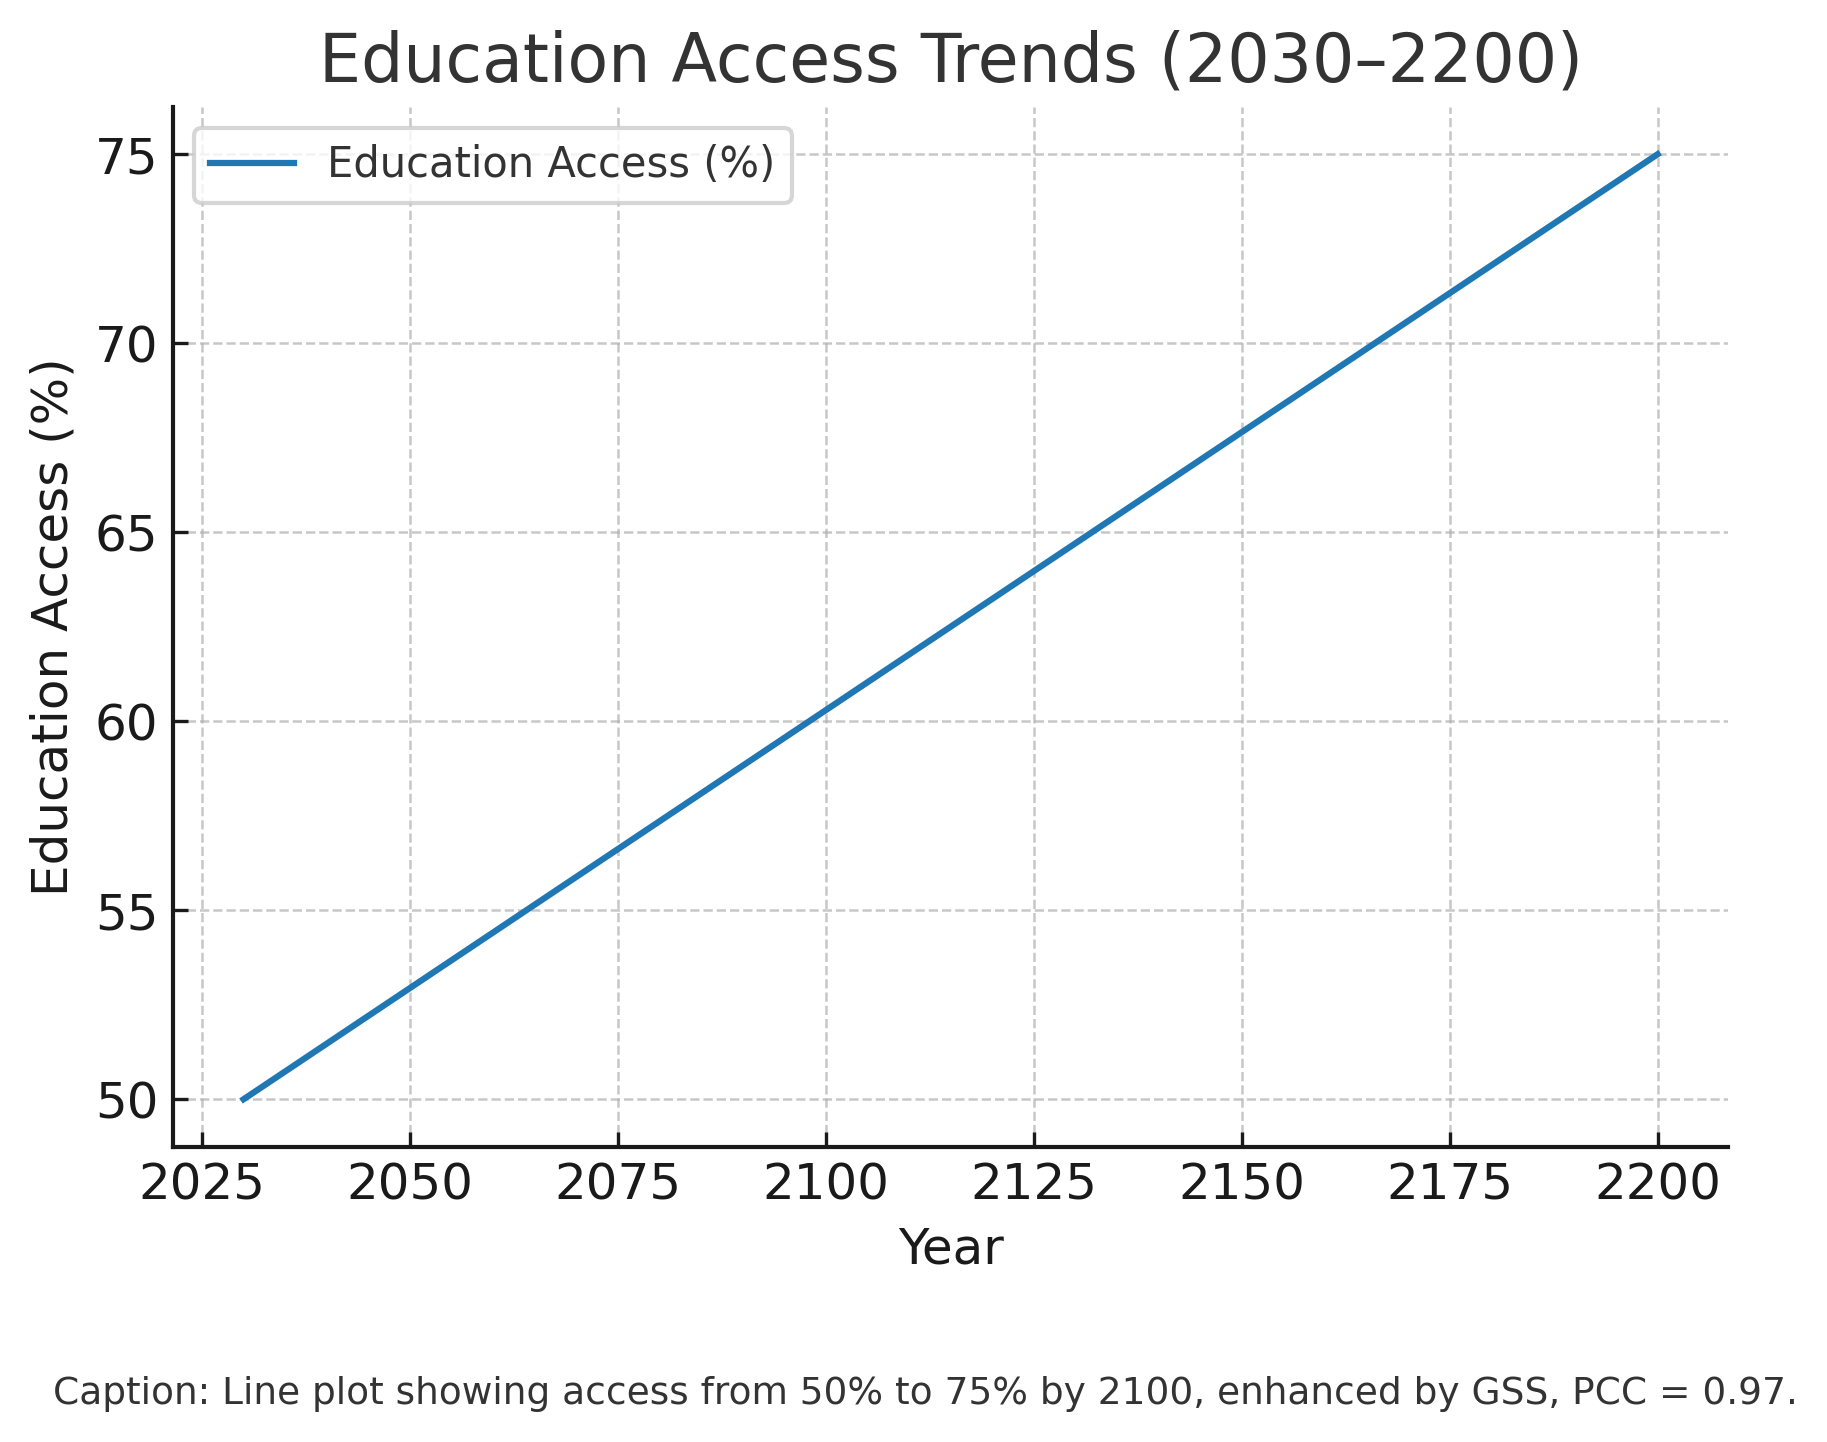 Education Access Trends (2030–2200)
Education Access (%)
75
70
65
60
55
50
Education Access (%)
2025 2050 2075 2100 2125 2150 2175 2200
Year
Caption: Line plot showing access from 50% to 75% by 2100, enhanced by GSS, PCC = 0.97.